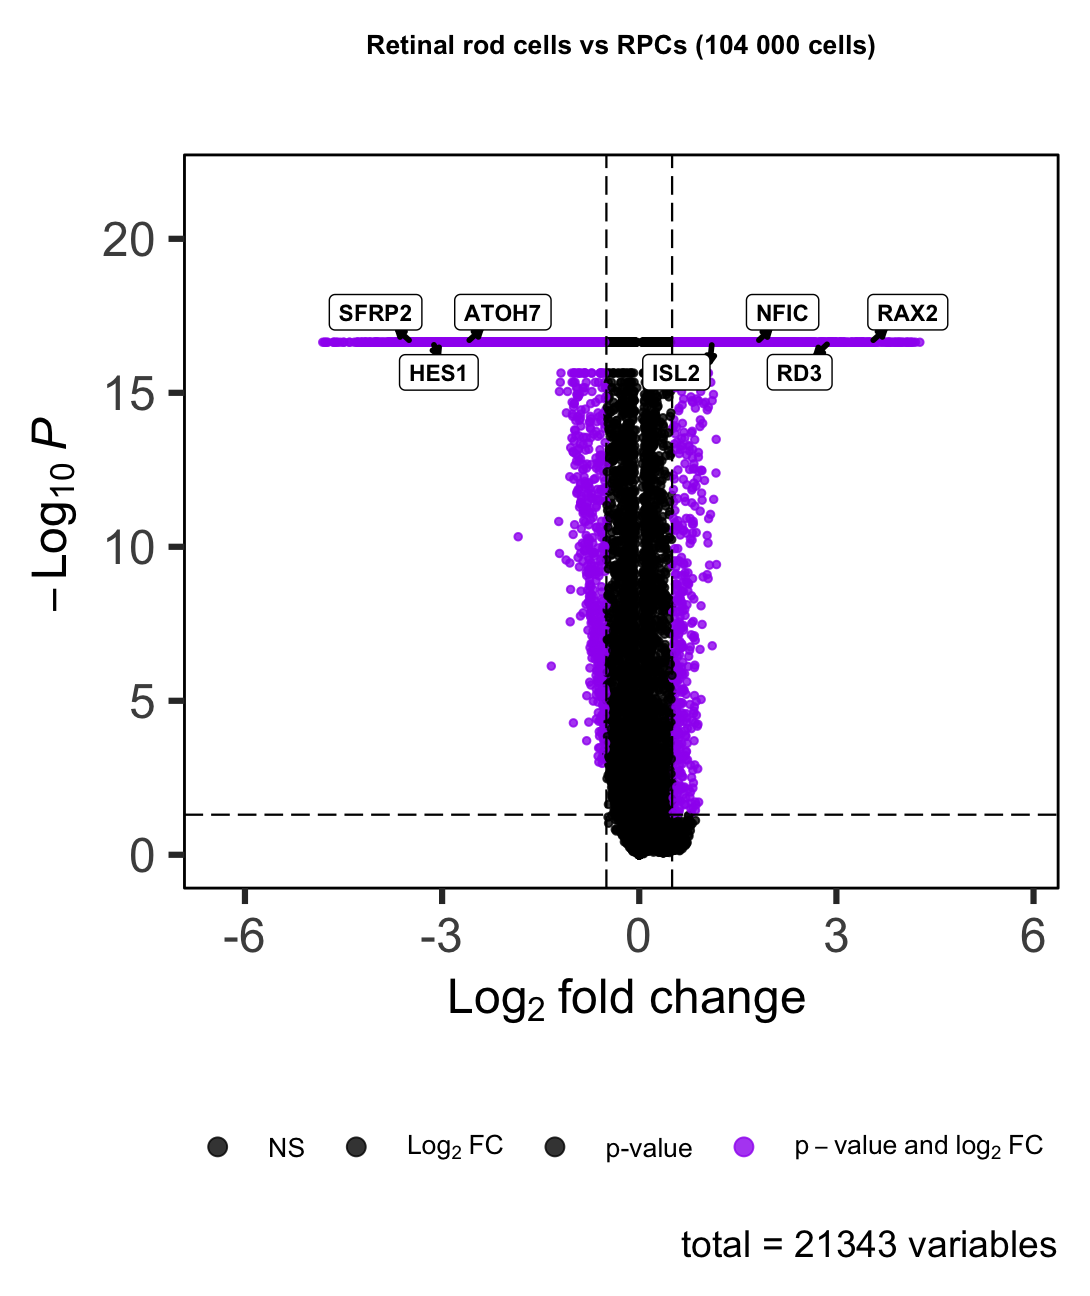 Retinal rod cells vs RPCs (104 000 cells)
20
15
10
5
0
−Log10 P
SFRP2
ATOH7
NFIC
RAX2
HES1
ISL2
RD3
-6
-3
0
3
6
Log2 fold change
NS
Log2 FC
p-value
p − value and log2 FC
total = 21343 variables